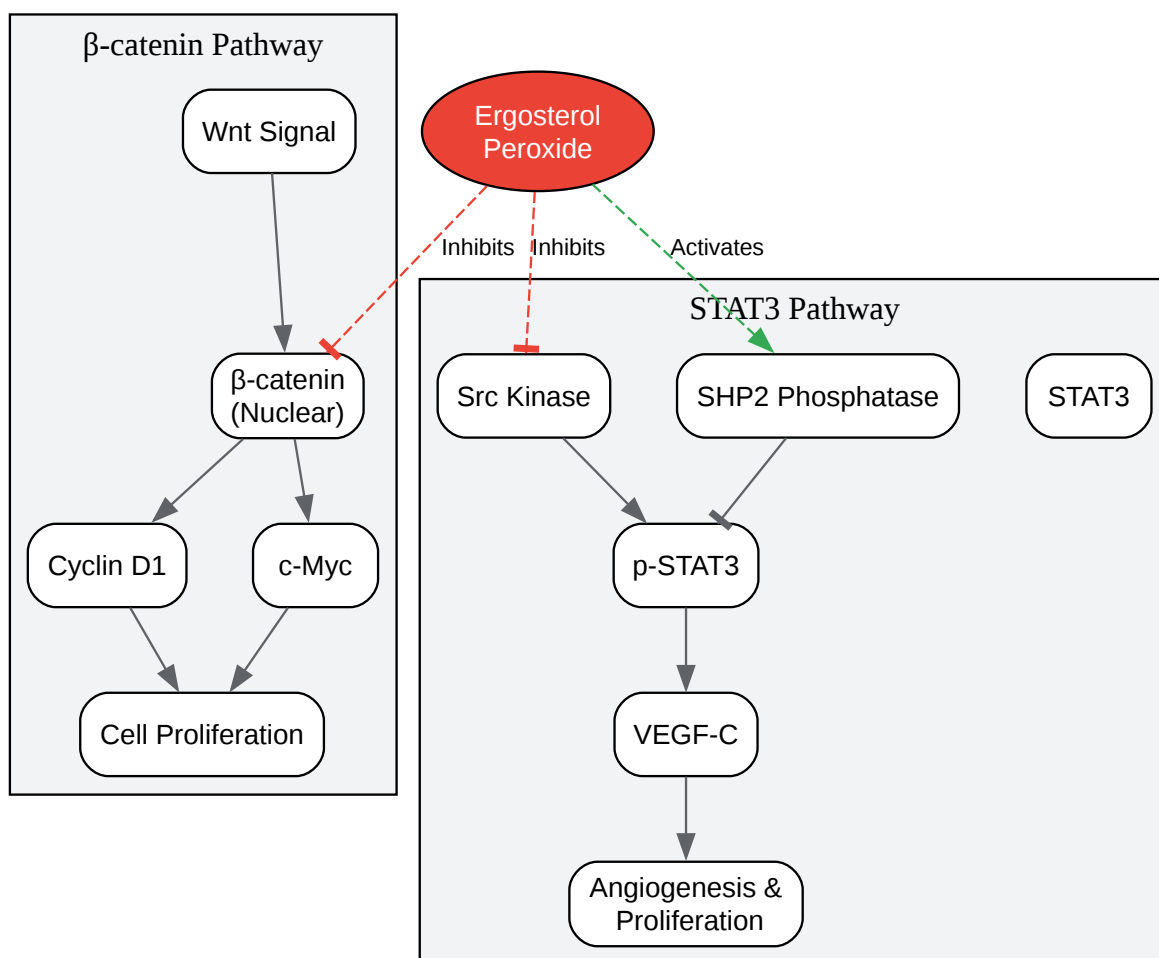 β-catenin Pathway
Wnt Signal
Ergosterol
Peroxide
Inhibits
Inhibits
Activates
STAT3 Pathway
β-catenin
(Nuclear)
Src Kinase
SHP2 Phosphatase
STAT3
Cyclin D1
c-Myc
p-STAT3
Cell Proliferation
VEGF-C
Angiogenesis &
Proliferation